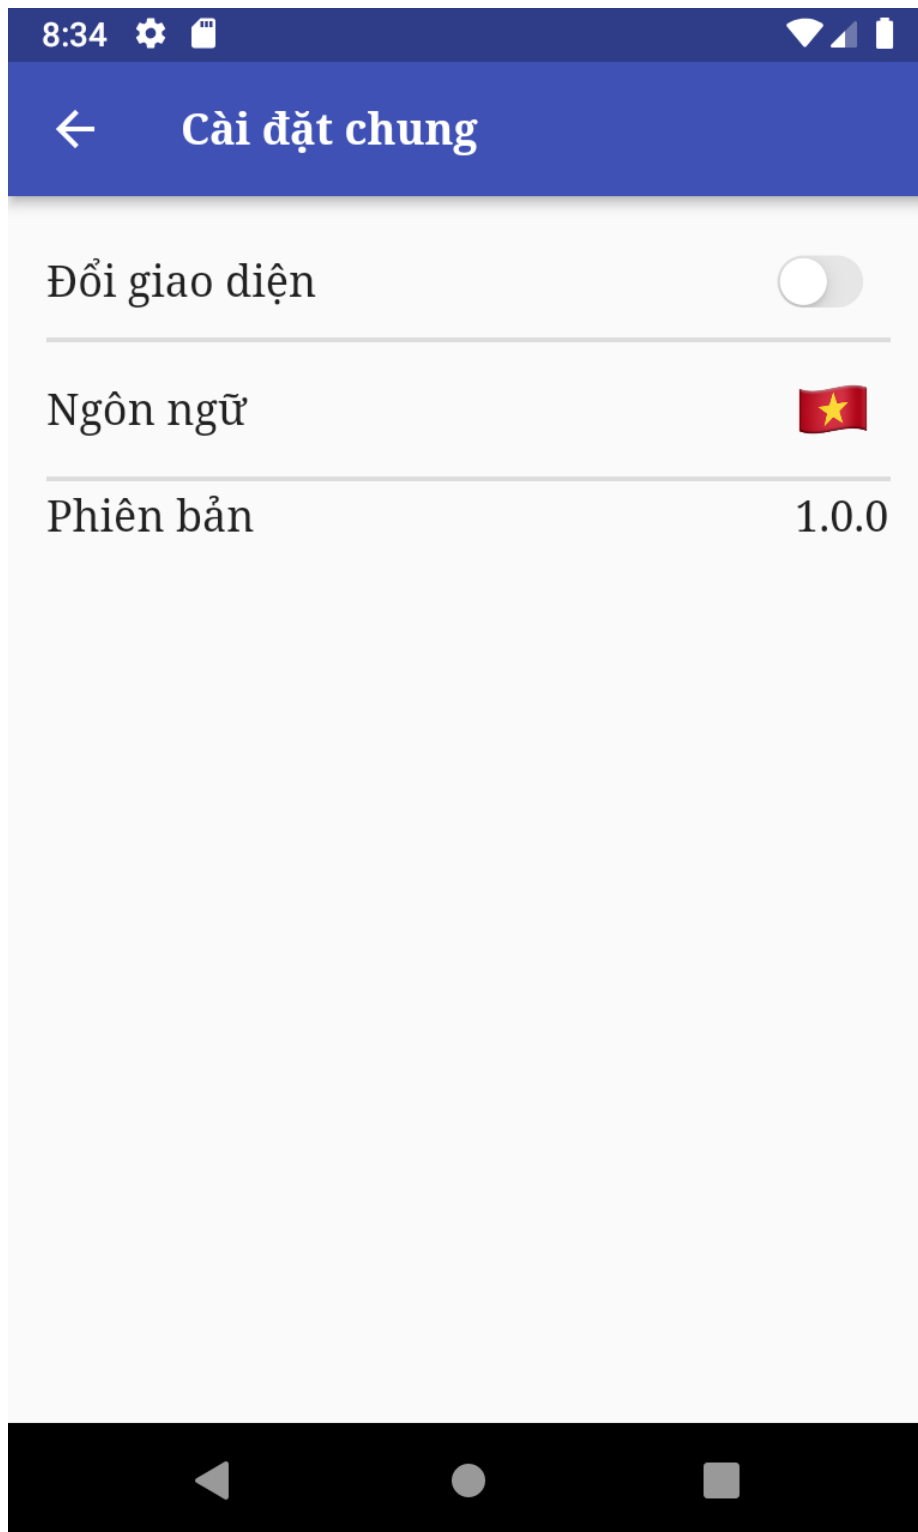 8:34
Cài đặt chung
Đổi giao diện
Ngôn ngữ
Phiên bản 1.0.0